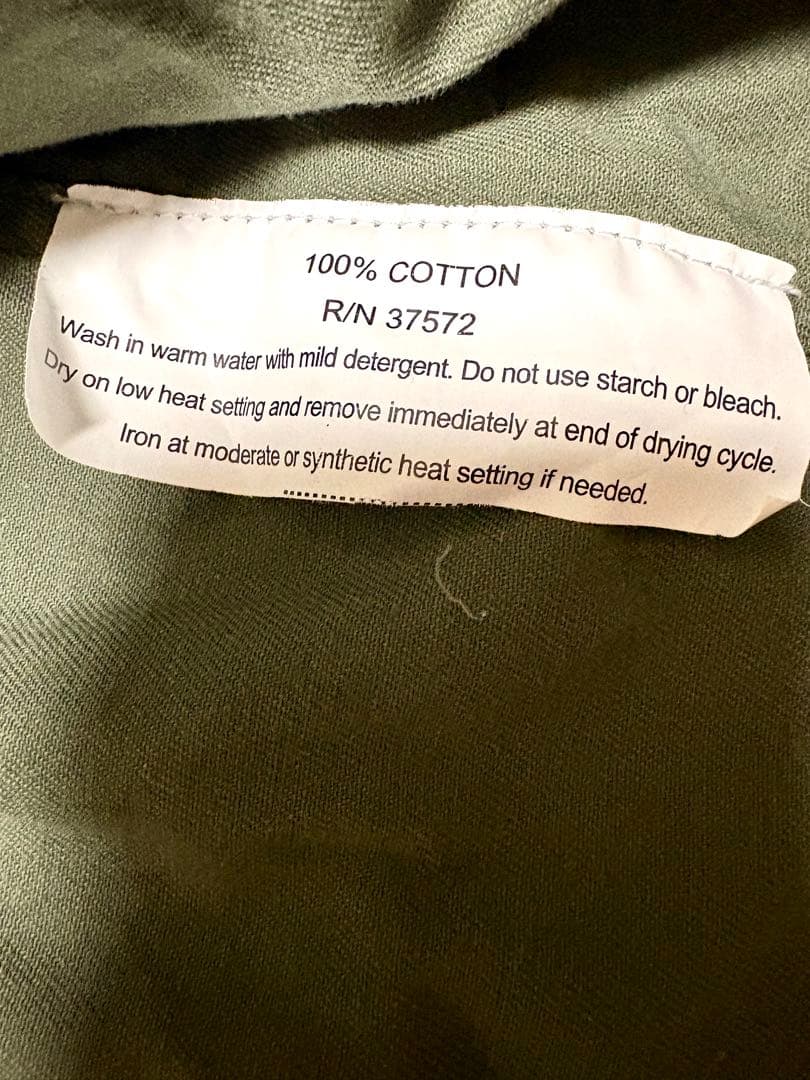 100% COTTON
R/N 37572
Wash in warm water with mild detergent. Do not use starch or bleach.
Dry on low heat setting and remove immediately at end of drying cycle.
Iron at moderate or synthetic heat setting if needed.